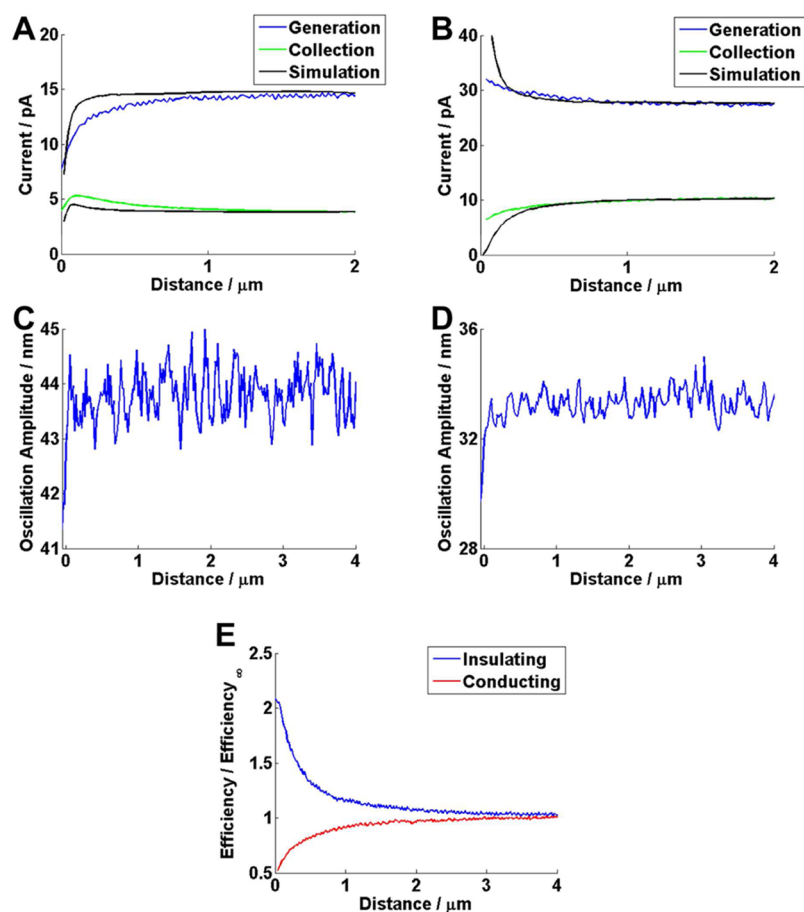 A
Generation
Collection
Simulation
Current / pA
20
15
10
5
0
0 1 2
Distance / μm
B
Generation
Collection
Simulation
Current / pA
40
30
20
10
0
0 1 2
Distance / μm
C
Oscillation Amplitude / nm
45
44
43
42
41
0 1 2 3 4
Distance / μm
D
Oscillation Amplitude / nm
36
32
28
0 1 2 3 4
Distance / μm
E
Insulating
Conducting
Efficiency / Efficiency ∞
2.5
2
1.5
1
0.5
0 1 2 3 4
Distance / μm